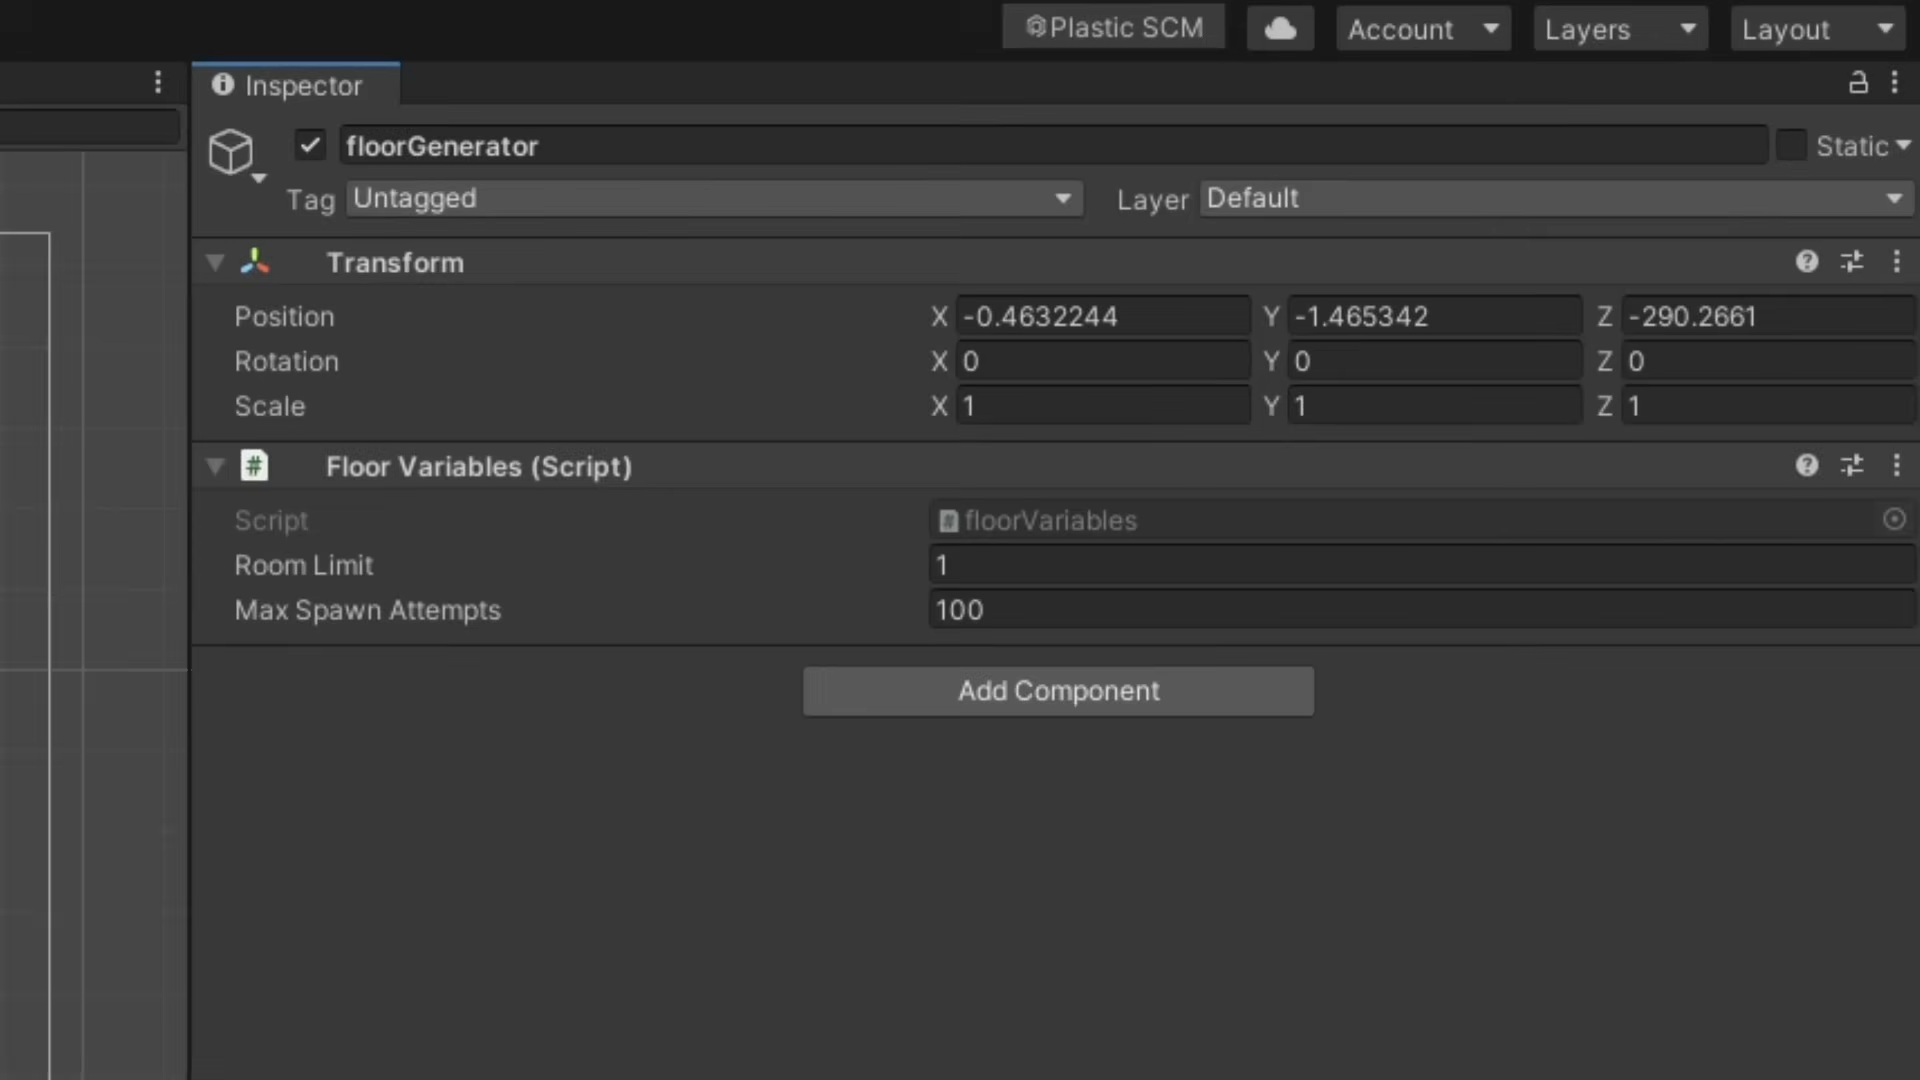 Plastic SCM Account Layers Layout
Inspector
floorGenerator Static
Tag Untagged Layer Default
Transform
Position X -0.4632244 Y -1.465342 Z -290.2661
Rotation X 0 Y 0 Z 0
Scale X 1 Y 1 Z 1
# Floor Variables (Script)
Script # floorVariables
Room Limit 1
Max Spawn Attempts 100
Add Component